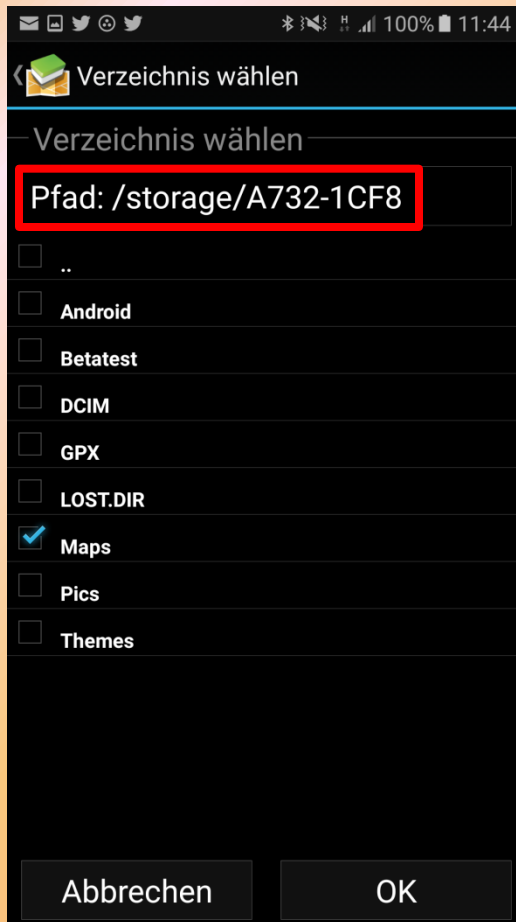 100% 11:44
Verzeichnis wählen
Verzeichnis wählen
Pfad: /storage/A732-1CF8
..
Android
Betatest
DCIM
GPX
LOST.DIR
Maps
Pics
Themes
Abbrechen OK